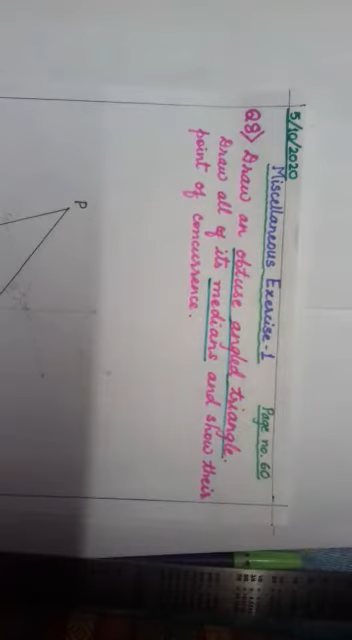 5/10/2020
Miscellaneous Exercise-1 Page no. 60
Q8) Draw an obtuse angled triangle.
Draw all of its medians and show their
point of concurrence.
P